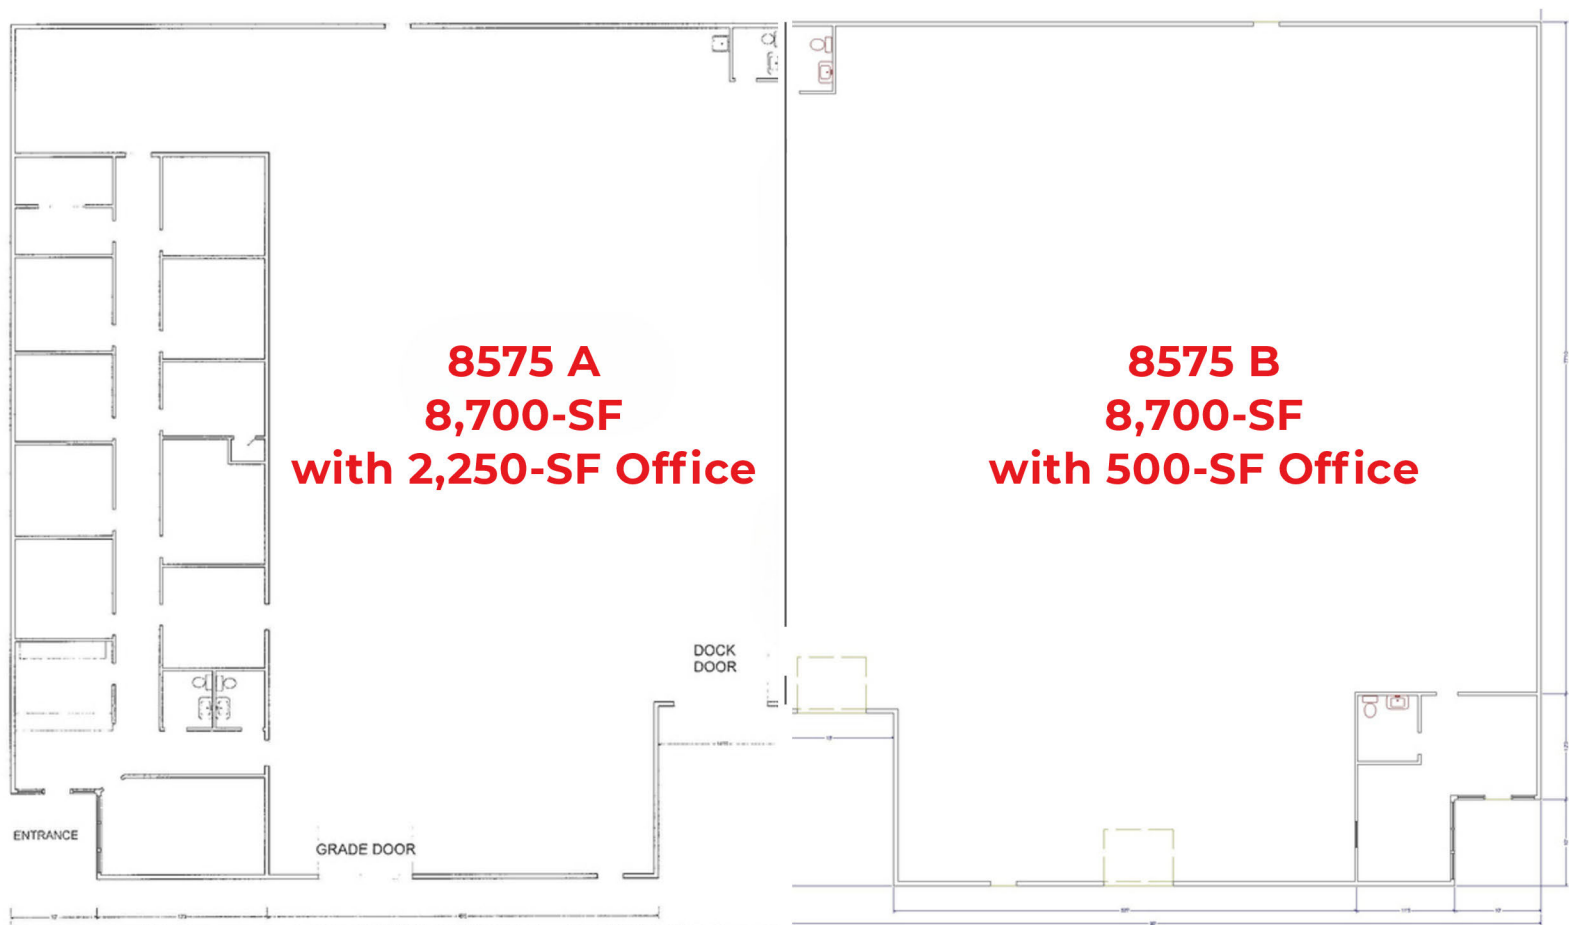 8575 A
8,700-SF
with 2,250-SF Office
8575 B
8,700-SF
with 500-SF Office
DOCK
DOOR
ENTRANCE
GRADE DOOR